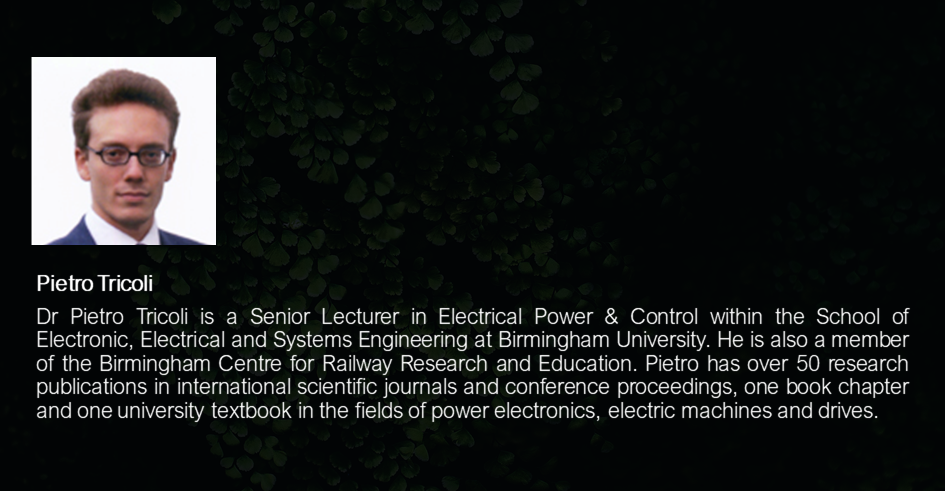 Pietro Tricoli
Dr Pietro Tricoli is a Senior Lecturer in Electrical Power & Control within the School of
Electronic, Electrical and Systems Engineering at Birmingham University. He is also a member
of the Birmingham Centre for Railway Research and Education. Pietro has over 50 research
publications in international scientific journals and conference proceedings, one book chapter
and one university textbook in the fields of power electronics, electric machines and drives.